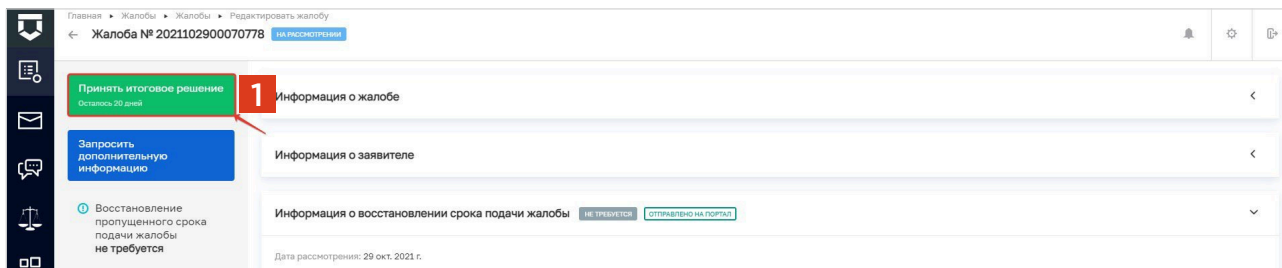 Главная ▸ Жалобы ▸ Жалобы ▸ Редактировать жалобу
← Жалоба № 2021102900070778 НА РАССМОТРЕНИИ
Принять итоговое решение
Осталось 20 дней
1
Информация о жалобе
Запросить
дополнительную
информацию
Информация о заявителе
Восстановление
пропущенного срока
подачи жалобы
не требуется
Информация о восстановлении срока подачи жалобы НЕ ТРЕБУЕТСЯ ОТПРАВЛЕНО НА ПОРТАЛ
Дата рассмотрения: 29 окт. 2021 г.